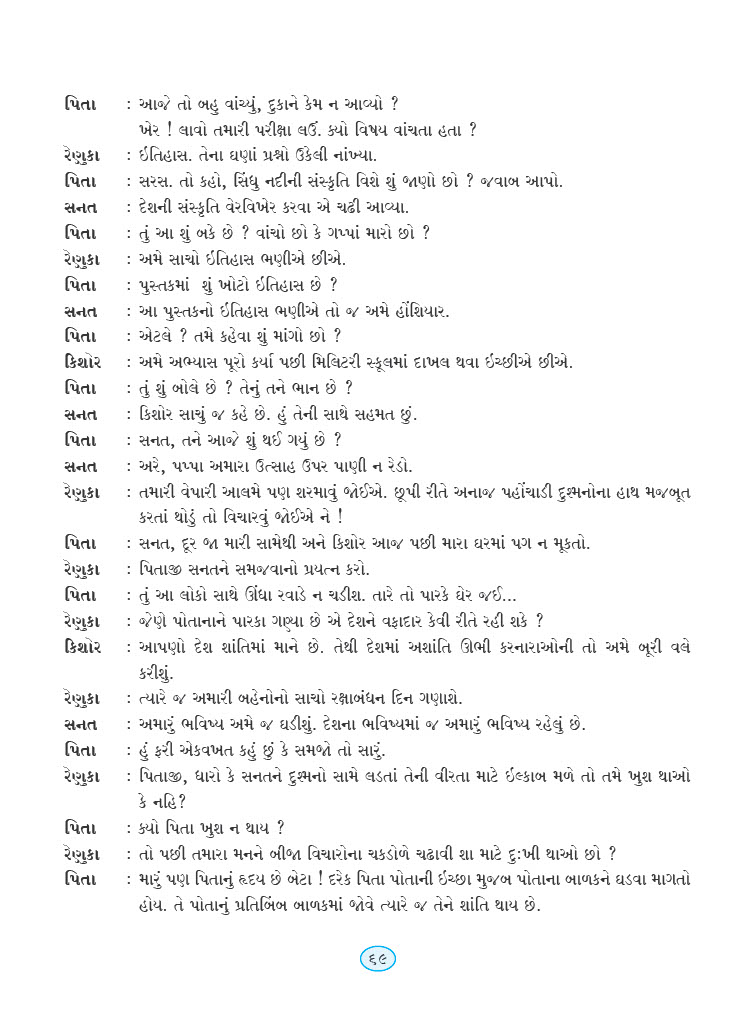 પિતા : આજે તો બહુ વાંચ્યું, દુકાને કેમ ન આવ્યો ?
ખેર ! લાવો તમારી પરીક્ષા લઉં. ક્યો વિષય વાંચતા હતા ?
રેણુકા : ઇતિહાસ. તેના ઘણાં પ્રશ્નો ઉકેલી નાંખ્યા.
પિતા : સરસ. તો કહો, સિંધુ નદીની સંસ્કૃતિ વિશે શું જાણો છો ? જવાબ આપો.
સનત : દેશની સંસ્કૃતિ વેરવિખેર કરવા એ ચઢી આવ્યા.
પિતા : તું આ શું બકે છે ? વાંચો છો કે ગપ્પાં મારો છો ?
રેણુકા : અમે સાચો ઇતિહાસ ભણીએ છીએ.
પિતા : પુસ્તકમાં શું ખોટો ઇતિહાસ છે ?
સનત : આ પુસ્તકનો ઇતિહાસ ભણીએ તો જ અમે હોંશિયાર.
પિતા : એટલે ? તમે કહેવા શું માંગો છો ?
કિશોર : અમે અભ્યાસ પૂરો કર્યા પછી મિલિટરી સ્કૂલમાં દાખલ થવા ઇચ્છીએ છીએ.
પિતા : તું શું બોલે છે ? તેનું તને ભાન છે ?
સનત : કિશોર સાચું જ કહે છે. હું તેની સાથે સહમત છું.
પિતા : સનત, તને આજે શું થઈ ગયું છે ?
સનત : અરે, પપ્પા અમારા ઉત્સાહ ઉપર પાણી ન રેડો.
રેણુકા : તમારી વેપારી આલમે પણ શરમાવું જોઈએ. છૂપી રીતે અનાજ પહોંચાડી દુશ્મનોના હાથ મજબૂત
કરતાં થોડું તો વિચારવું જોઈએ ને !
પિતા : સનત, દૂર જા મારી સામેથી અને કિશોર આજ પછી મારા ઘરમાં પગ ન મૂકતો.
રેણુકા : પિતાજી સનતને સમજવાનો પ્રયત્ન કરો.
પિતા : તું આ લોકો સાથે ઊંધા રવાડે ન ચડીશ. તારે તો પારકે ઘેર જઈ...
રેણુકા : જેણે પોતાનાને પારકા ગણ્યા છે એ દેશને વફાદાર કેવી રીતે રહી શકે ?
કિશોર : આપણો દેશ શાંતિમાં માને છે. તેથી દેશમાં અશાંતિ ઊભી કરનારાઓની તો અમે બૂરી વલે
કરીશું.
રેણુકા : ત્યારે જ અમારી બહેનોનો સાચો રક્ષાબંધન દિન ગણાશે.
સનત : અમારું ભવિષ્ય અમે જ ઘડીશું. દેશના ભવિષ્યમાં જ અમારું ભવિષ્ય રહેલું છે.
પિતા : હું ફરી એકવખત કહું છું કે સમજો તો સારું.
રેણુકા : પિતાજી, ધારો કે સનતને દુશ્મનો સામે લડતાં તેની વીરતા માટે ઇલ્કાબ મળે તો તમે ખુશ થાઓ
કે નહિ?
પિતા : ક્યો પિતા ખુશ ન થાય ?
રેણુકા : તો પછી તમારા મનને બીજા વિચારોના ચકડોળે ચઢાવી શા માટે દુઃખી થાઓ છો ?
પિતા : મારું પણ પિતાનું હૃદય છે બેટા ! દરેક પિતા પોતાની ઇચ્છા મુજબ પોતાના બાળકને ઘડવા માગતો
હોય. તે પોતાનું પ્રતિબિંબ બાળકમાં જોવે ત્યારે જ તેને શાંતિ થાય છે.
૬૯